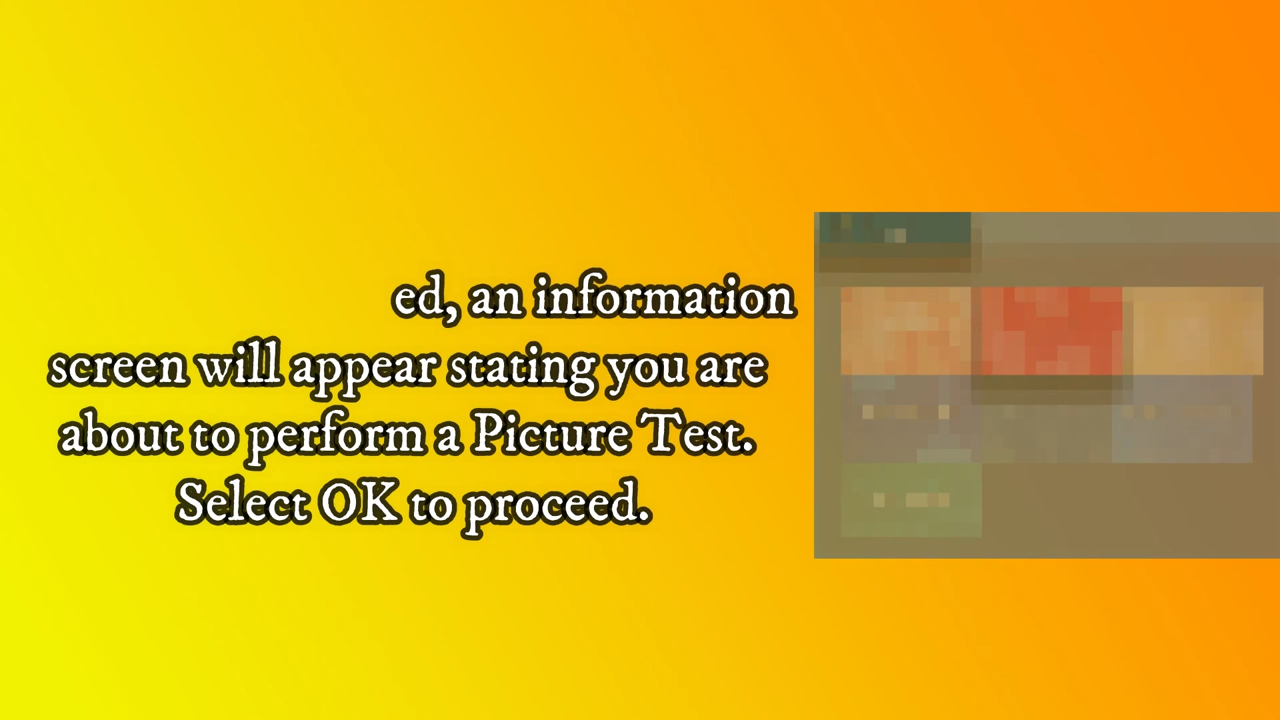 ed, an information
screen will appear stating you are
about to perform a Picture Test.
Select OK to proceed.